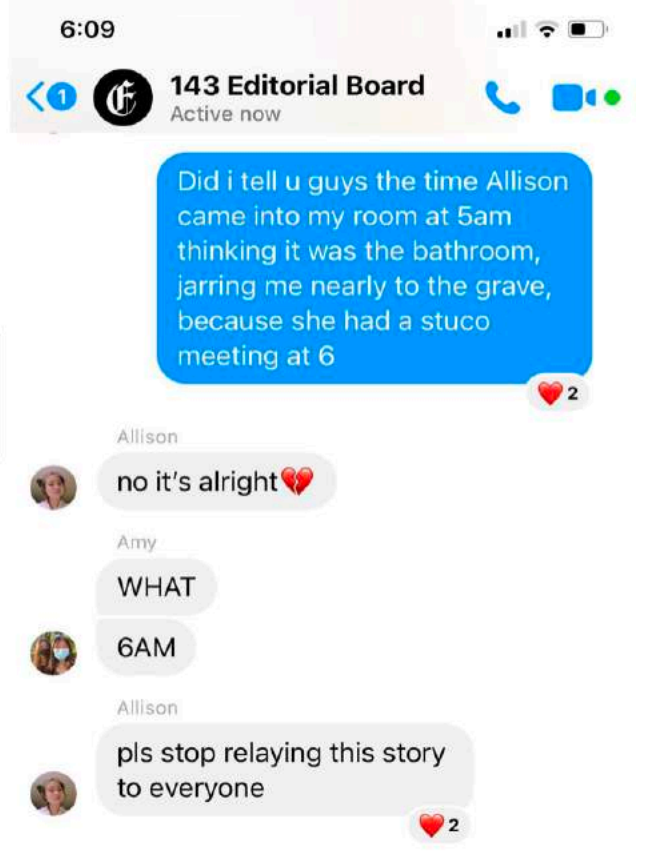 6:09
1
E
143 Editorial Board
Active now
Did i tell u guys the time Allison
came into my room at 5am
thinking it was the bathroom,
jarring me nearly to the grave,
because she had a stuco
meeting at 6
❤️ 2
Allison
no it's alright💔
Amy
WHAT
6AM
Allison
pls stop relaying this story
to everyone
❤️ 2